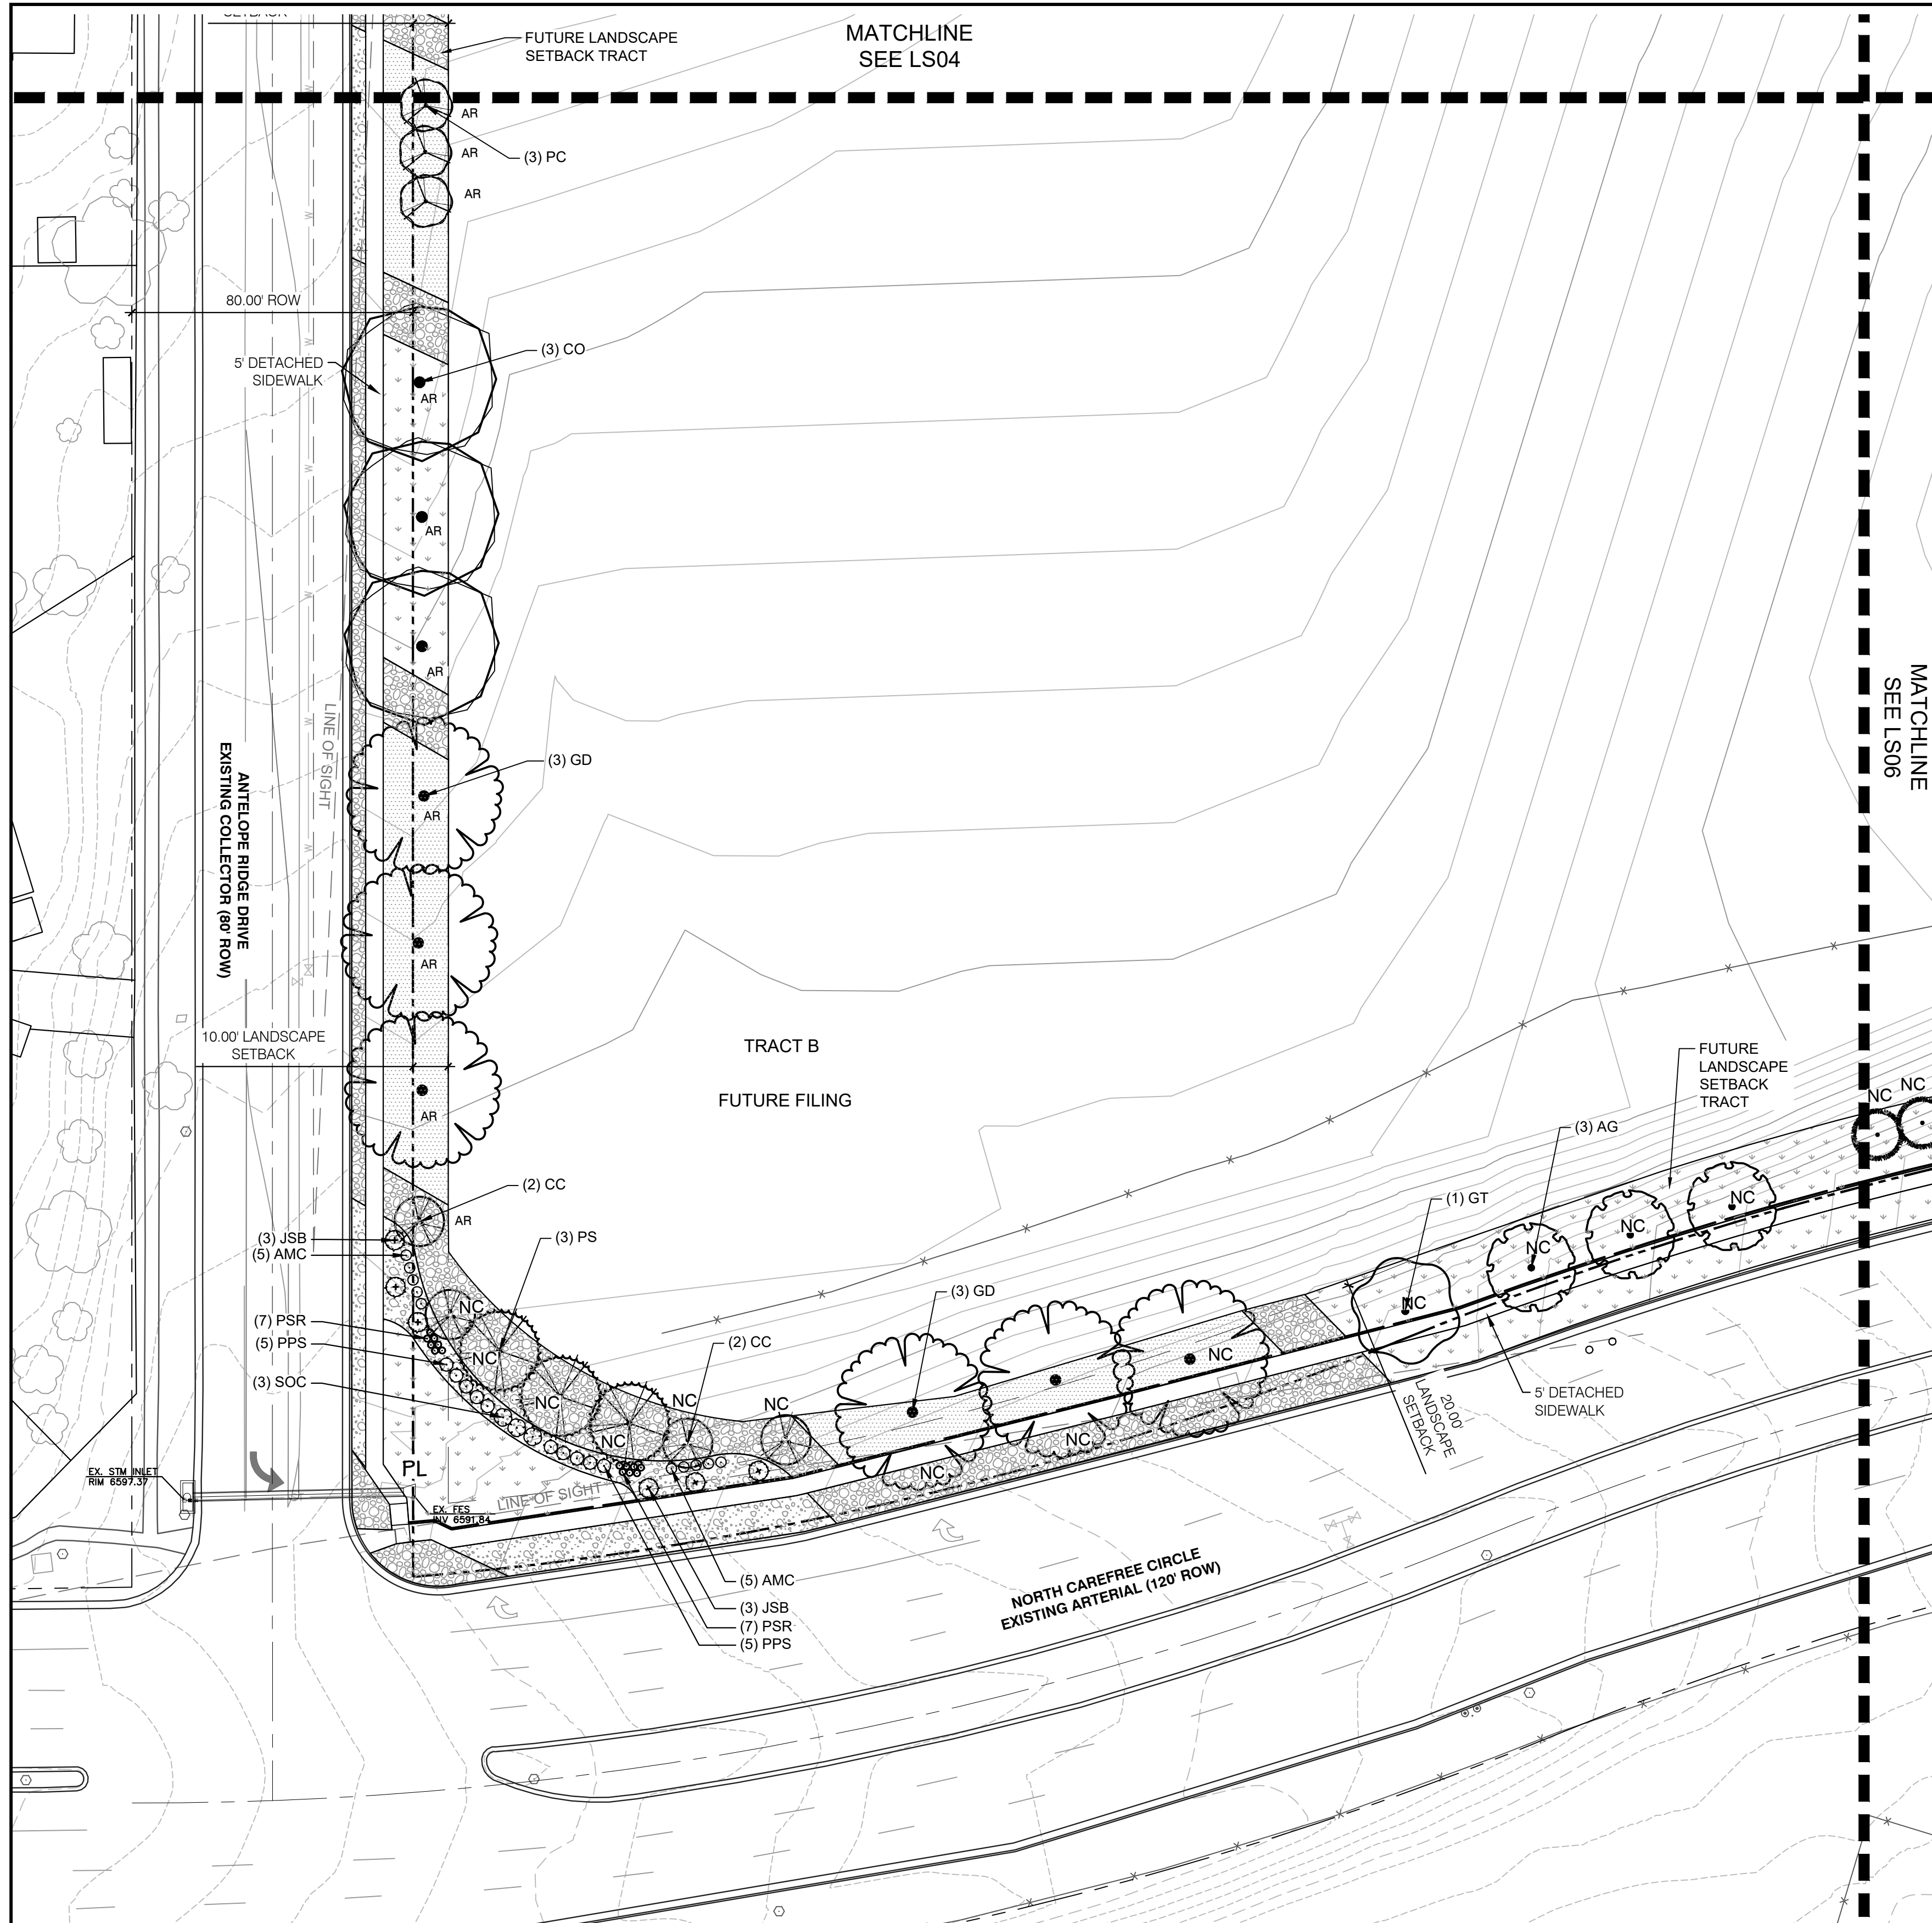 SETBACK
FUTURE LANDSCAPE
SETBACK TRACT
MATCHLINE
SEE LS04
AR
AR
(3) PC
AR
80.00' ROW
(3) CO
5' DETACHED
SIDEWALK
AR
AR
AR
LINE OF SIGHT
MATCHLINE
SEE LS06
(3) GD
ANTELOPE RIDGE DRIVE
EXISTING COLLECTOR (80' ROW)
AR
AR
10.00' LANDSCAPE
SETBACK
TRACT B
FUTURE FILING
AR
FUTURE
LANDSCAPE
SETBACK
TRACT
NC
NC
(3) AG
(2) CC
(1) GT
NC
NC
NC
AR
(3) JSB
(5) AMC
(3) PS
(3) GD
NC
NC
(7) PSR
(5) PPS
(2) CC
NC
NC
(3) SOC
NC
NC
NC
NC
NC
NC
5' DETACHED
SIDEWALK
20.00'
LANDSCAPE
SETBACK
PL
EX. STM INLET
RIM 6597.37
LINE OF SIGHT
EX. FES
INV 6591.84
(5) AMC
(3) JSB
(7) PSR
(5) PPS
NORTH CAREFREE CIRCLE
EXISTING ARTERIAL (120' ROW)
W
W
W
W
W
W
W